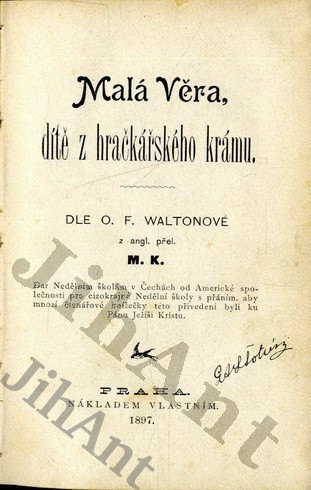 Malá Věra,
dítě z hračkářského krámu.
DLE O. F. WALTONOVÉ
z angl. přel.
M. K.
Dar Nedělním školám v Čechách od Americké spo-
lečnosti pro cizokrajné Nedělní školy s přáním, aby
mnozí čtenářové knížečky této přivedeni byli ku
Pánu Ježíši Kristu.
PRAHA.
NÁKLADEM VLASTNÍM.
1897.
JihAnt
JihAnt